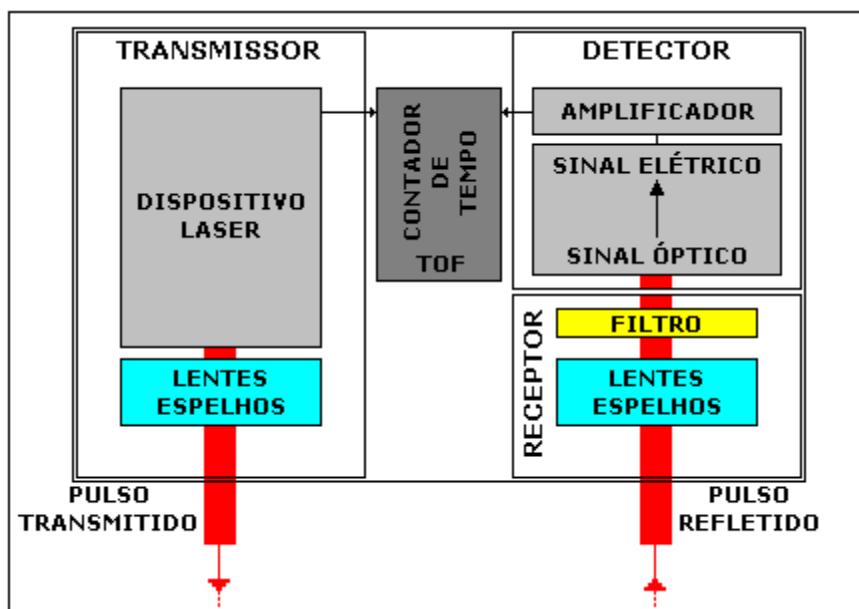 TRANSMISSOR
DISPOSITIVO
LASER
LENTES
ESPELHOS
PULSO
TRANSMITIDO
CONTADOR
DE
TEMPO
TOF
DETECTOR
AMPLIFICADOR
SINAL ELÉTRICO
SINAL ÓPTICO
RECEPTOR
FILTRO
LENTES
ESPELHOS
PULSO
REFLETIDO